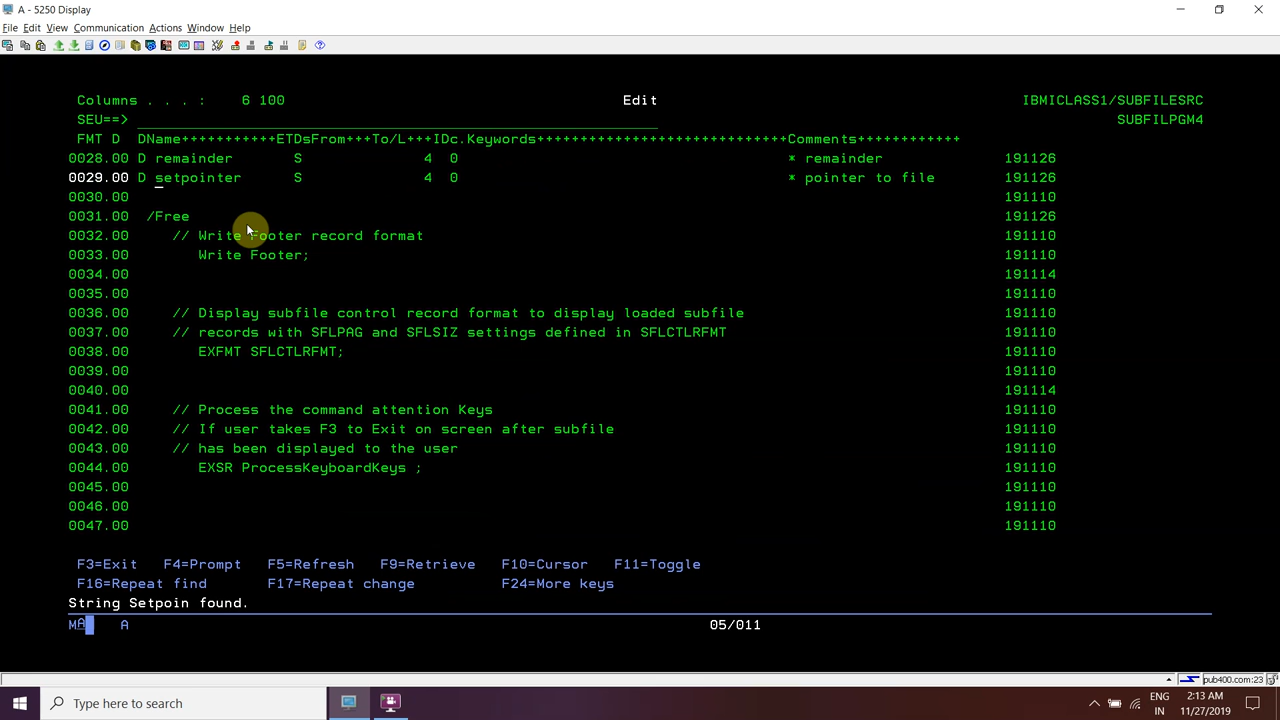 A - 5250 Display
File Edit View Communication Actions Window Help
Columns . . . : 6 100 Edit IBMICLASS1/SUBFILESRC
SEU==> SUBFILPGM4
FMT D DName+++++++++++ETDsFrom+++To/L+++IDc.Keywords+++++++++++++++++++++++++++++Comments++++++++++++
0028.00 D remainder S 4 0 * remainder 191126
0029.00 D setpointer S 4 0 * pointer to file 191126
0030.00 191110
0031.00 /Free 191126
0032.00 // Write Footer record format 191110
0033.00 Write Footer; 191110
0034.00 191114
0035.00 191110
0036.00 // Display subfile control record format to display loaded subfile 191110
0037.00 // records with SFLPAG and SFLSIZ settings defined in SFLCTLRFMT 191110
0038.00 EXFMT SFLCTLRFMT; 191110
0039.00 191110
0040.00 191114
0041.00 // Process the command attention Keys 191110
0042.00 // If user takes F3 to Exit on screen after subfile 191110
0043.00 // has been displayed to the user 191110
0044.00 EXSR ProcessKeyboardKeys ; 191110
0045.00 191110
0046.00 191110
0047.00 191110
F3=Exit F4=Prompt F5=Refresh F9=Retrieve F10=Cursor F11=Toggle
F16=Repeat find F17=Repeat change F24=More keys
String Setpoin found.
MA A 05/011
pub400.com:23
Type here to search
ENG 2:13 AM
IN 11/27/2019